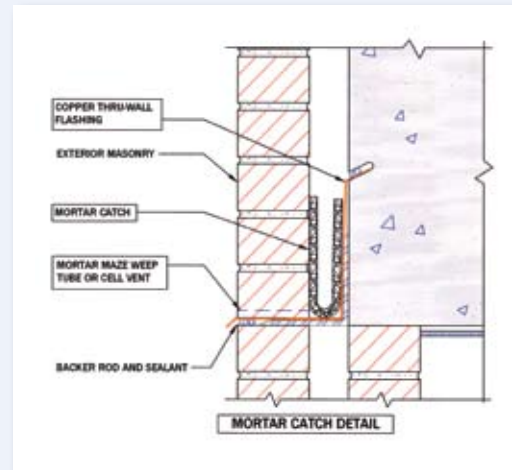 COPPER THRU-WALL
FLASHING
EXTERIOR MASONRY
MORTAR CATCH
MORTAR MAZE WEEP
TUBE OR CELL VENT
BACKER ROD AND SEALANT
MORTAR CATCH DETAIL